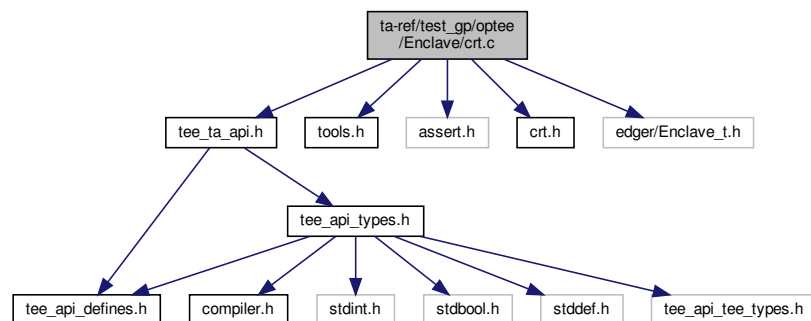 ta-ref/test_gp/optee
/Enclave/crt.c
tee_ta_api.h
tools.h
assert.h
crt.h
edger/Enclave_t.h
tee_api_types.h
tee_api_defines.h
compiler.h
stdint.h
stdbool.h
stddef.h
tee_api_tee_types.h